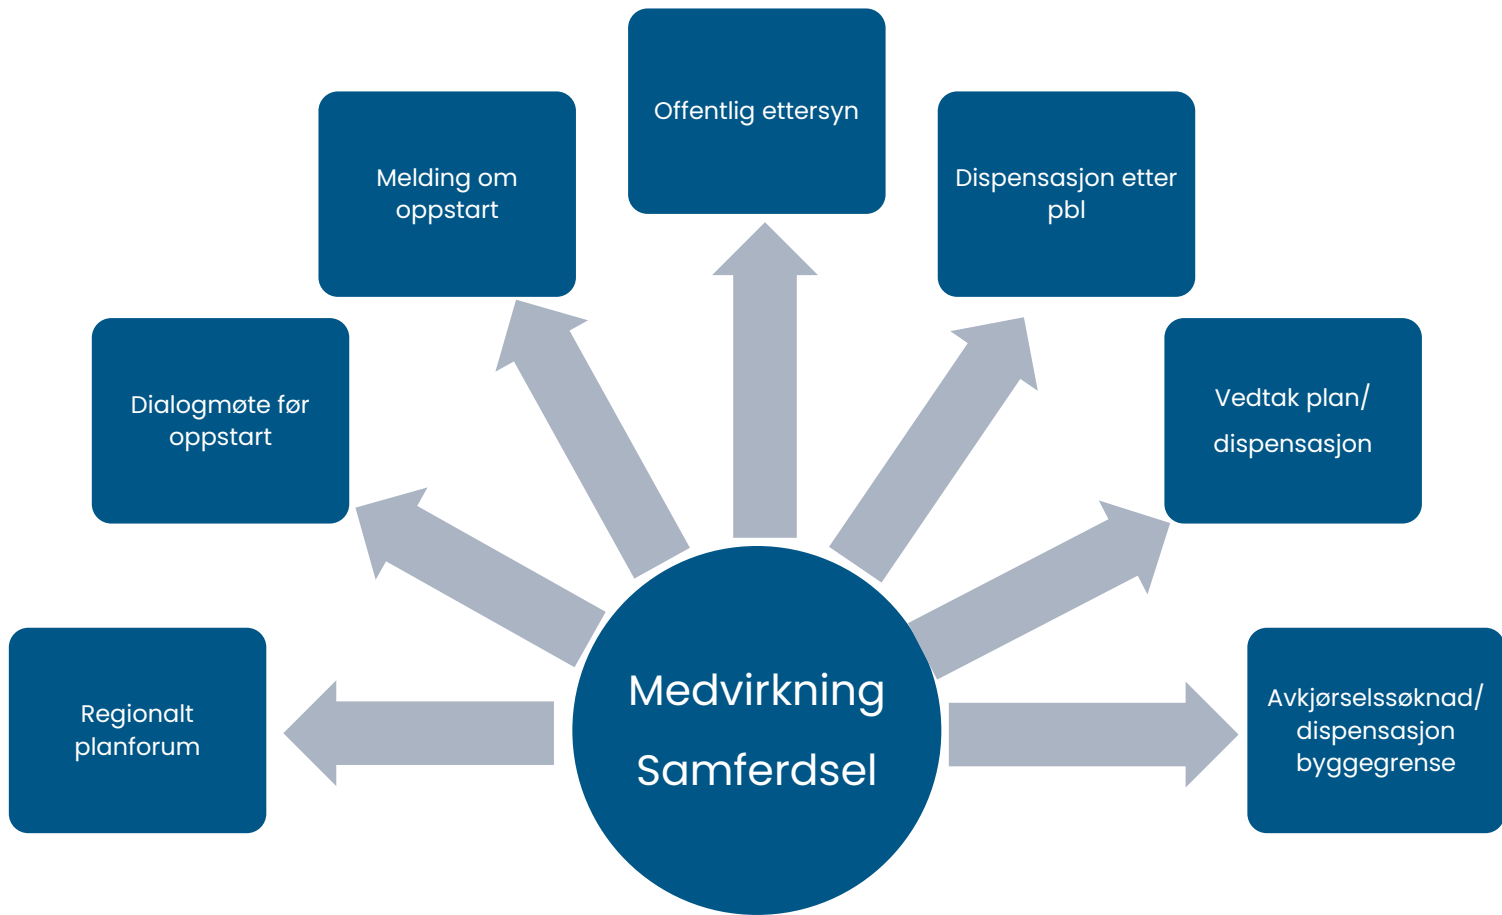 Offentlig ettersyn
Melding om
oppstart
Dispensasjon etter
pbl
Dialogmøte før
oppstart
Vedtak plan/
dispensasjon
Regionalt
planforum
Medvirkning
Samferdsel
Avkjørselssøknad/
dispensasjon
byggegrense